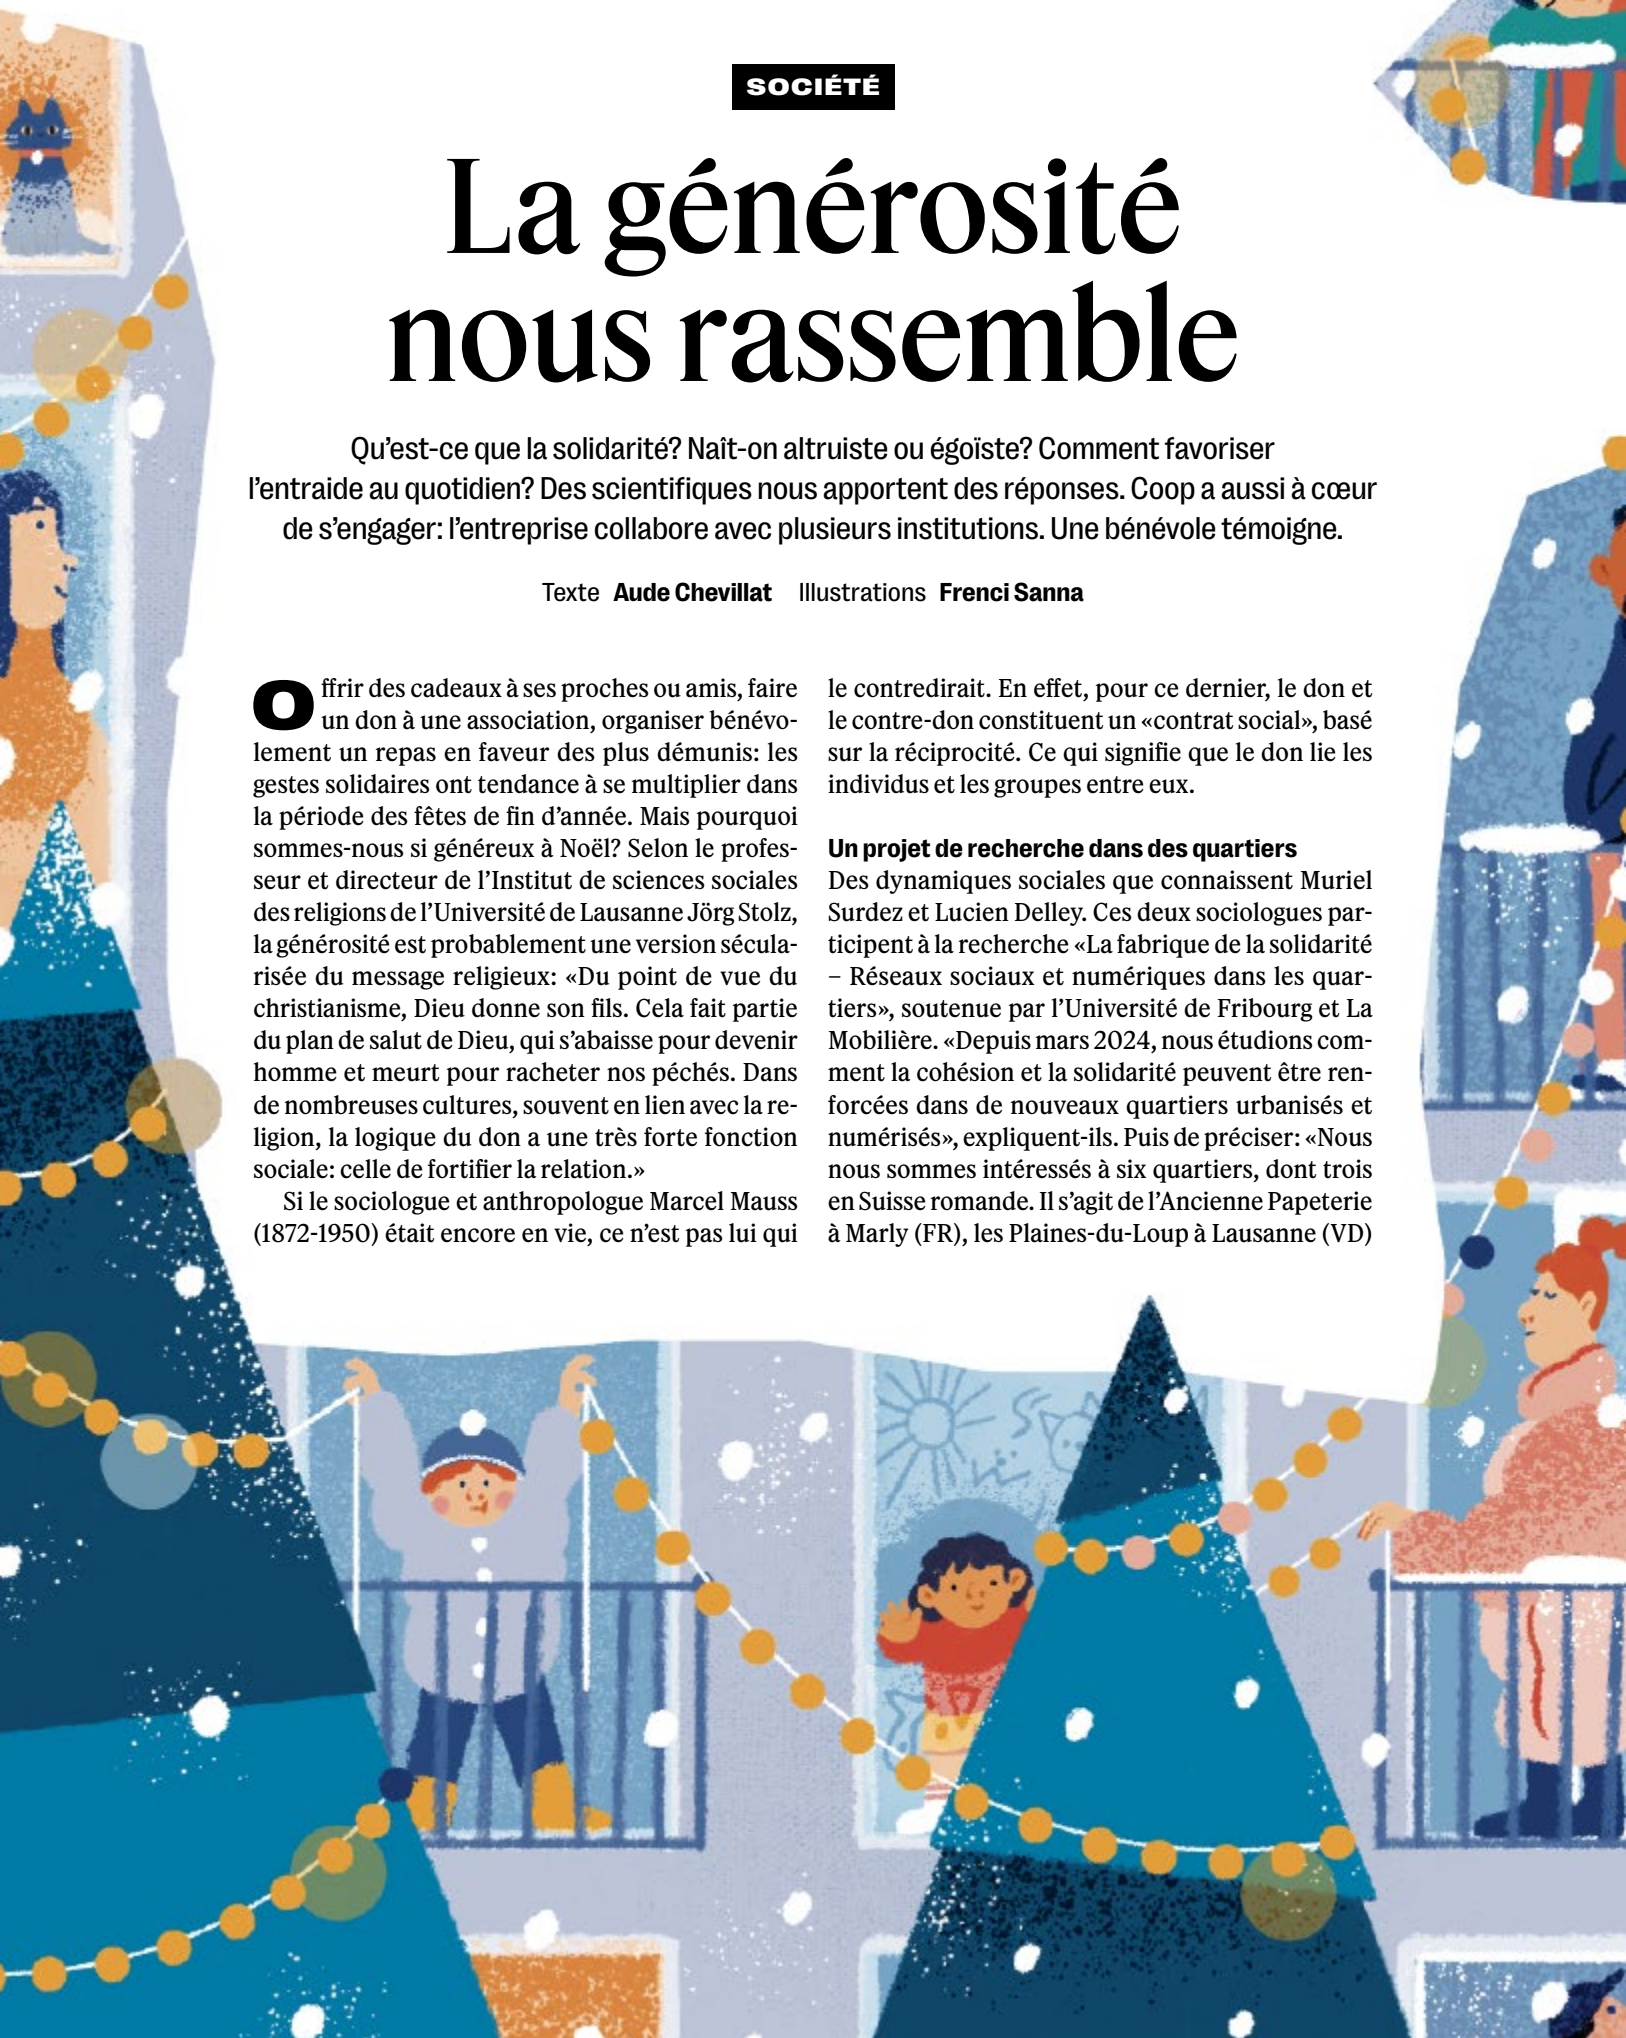 SOCIÉTÉ
La générosité
nous rassemble
Qu’est-ce que la solidarité? Naît-on altruiste ou égoïste? Comment favoriser
l’entraide au quotidien? Des scientifiques nous apportent des réponses. Coop a aussi à cœur
de s’engager: l’entreprise collabore avec plusieurs institutions. Une bénévole témoigne.
Texte Aude Chevillat Illustrations Frenci Sanna
Offrir des cadeaux à ses proches ou amis, faire
un don à une association, organiser bénévo-
lement un repas en faveur des plus démunis: les
gestes solidaires ont tendance à se multiplier dans
la période des fêtes de fin d’année. Mais pourquoi
sommes-nous si généreux à Noël? Selon le profes-
seur et directeur de l’Institut de sciences sociales
des religions de l’Université de Lausanne Jörg Stolz,
la générosité est probablement une version sécula-
risée du message religieux: «Du point de vue du
christianisme, Dieu donne son fils. Cela fait partie
du plan de salut de Dieu, qui s’abaisse pour devenir
homme et meurt pour racheter nos péchés. Dans
de nombreuses cultures, souvent en lien avec la re-
ligion, la logique du don a une très forte fonction
sociale: celle de fortifier la relation.»
Si le sociologue et anthropologue Marcel Mauss
(1872-1950) était encore en vie, ce n’est pas lui qui
le contredirait. En effet, pour ce dernier, le don et
le contre-don constituent un «contrat social», basé
sur la réciprocité. Ce qui signifie que le don lie les
individus et les groupes entre eux.
Un projet de recherche dans des quartiers
Des dynamiques sociales que connaissent Muriel
Surdez et Lucien Delley. Ces deux sociologues par-
ticipent à la recherche «La fabrique de la solidarité
– Réseaux sociaux et numériques dans les quar-
tiers», soutenue par l’Université de Fribourg et La
Mobilière. «Depuis mars 2024, nous étudions com-
ment la cohésion et la solidarité peuvent être ren-
forcées dans de nouveaux quartiers urbanisés et
numérisés», expliquent-ils. Puis de préciser: «Nous
nous sommes intéressés à six quartiers, dont trois
en Suisse romande. Il s’agit de l’Ancienne Papeterie
à Marly (FR), les Plaines-du-Loup à Lausanne (VD)